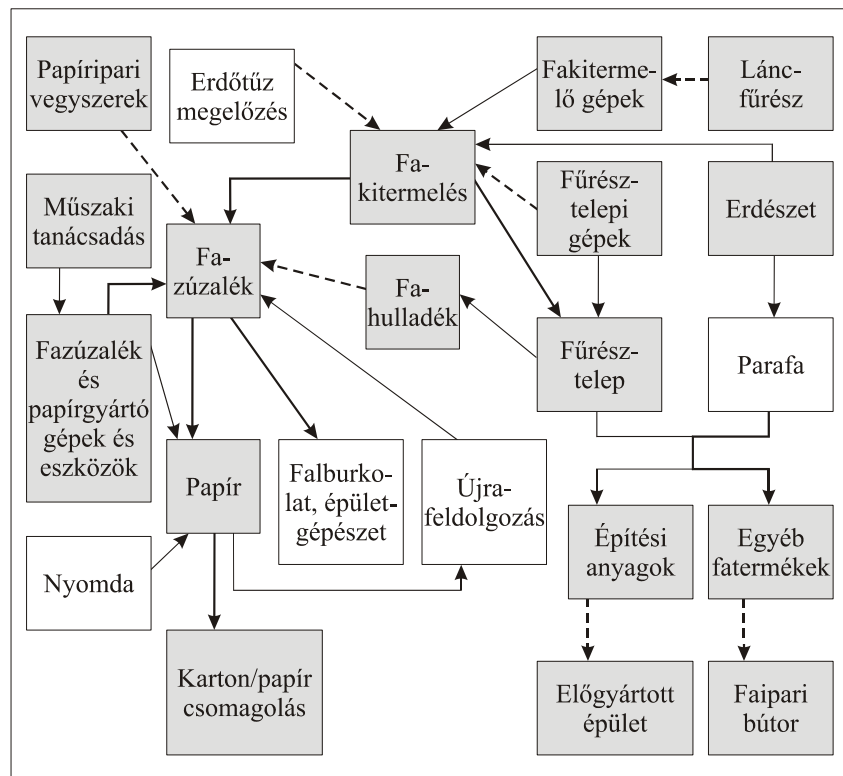 Papíripari
vegyszerek
Erdőtűz
megelőzés
Fakiterme-
lő gépek
Lánc-
fűrész
Fa-
kitermelés
Műszaki
tanácsadás
Fűrész-
telepi
gépek
Erdészet
Fa-
zúzalék
Fa-
hulladék
Fazúzalék
és
papírgyártó
gépek és
eszközök
Fűrész-
telep
Parafa
Papír
Falburko-
lat, épület-
gépészet
Újra-
feldolgozás
Nyomda
Építési
anyagok
Egyéb
fatermékek
Karton/papír
csomagolás
Előgyártott
épület
Faipari
bútor